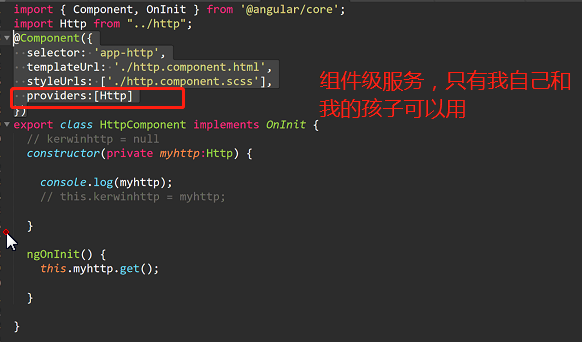 import { Component, OnInit } from '@angular/core';
import Http from "../http";
@Component({
selector: 'app-http',
templateUrl: './http.component.html',
styleUrls: ['./http.component.scss'],
providers:[Http]
})
组件级服务，只有我自己和
我的孩子可以用
export class HttpComponent implements OnInit {
// kerwinhttp = null
constructor(private myhttp:Http) {
console.log(myhttp);
// this.kerwinhttp = myhttp;
}
ngOnInit() {
this.myhttp.get();
}
}